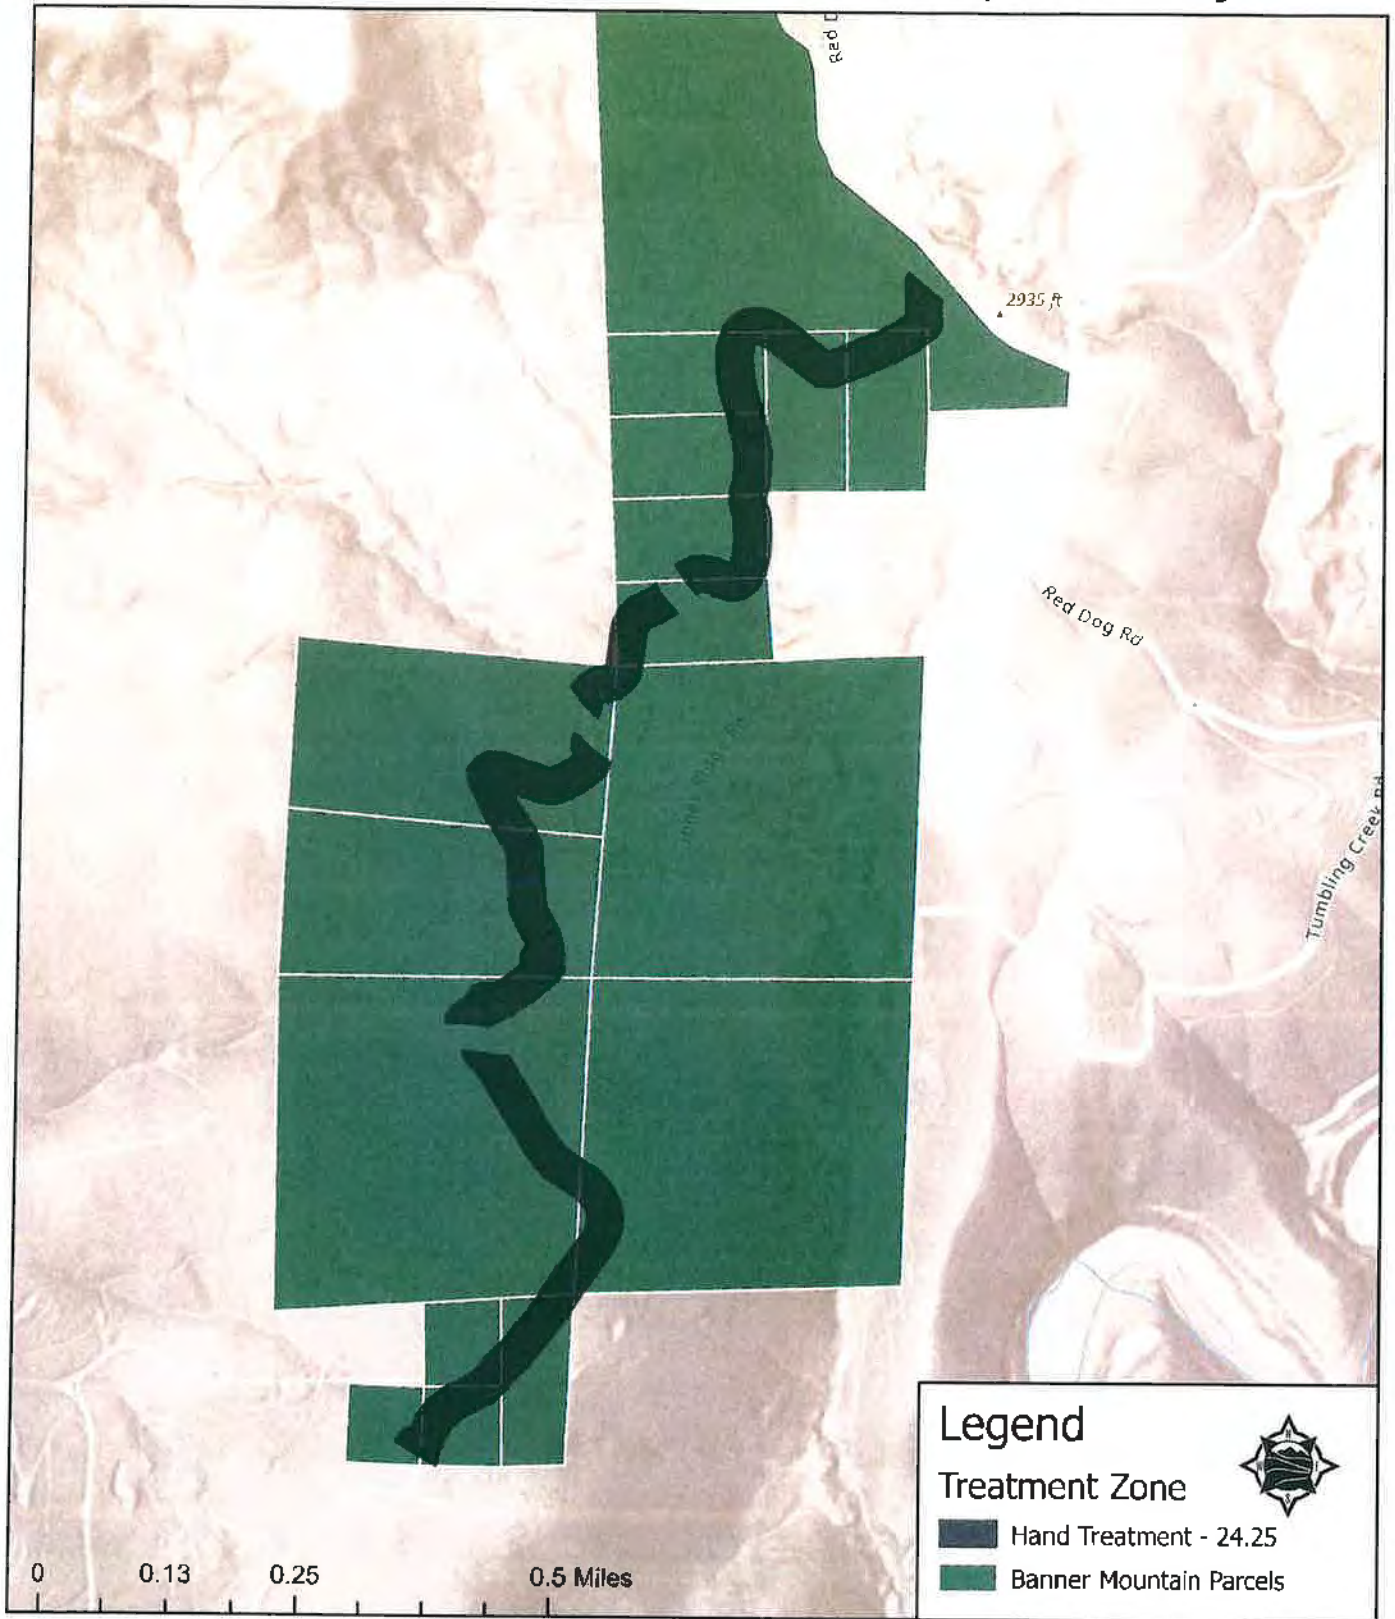 Red D
2935 ft
Red Dog Rd
Tumbling Creek Rd
Legend
Treatment Zone
Hand Treatment - 24.25
Banner Mountain Parcels
0 0.13 0.25 0.5 Miles